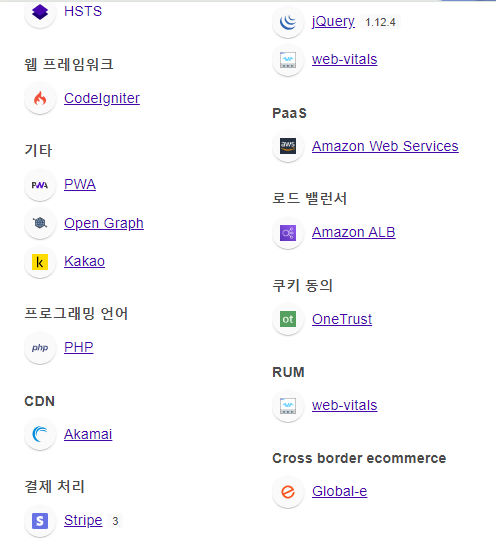 HSTS
웹 프레임워크
CodeIgniter
기타
PWA
PWA
Open Graph
k
Kakao
프로그래밍 언어
php
PHP
CDN
Akamai
결제 처리
S
Stripe 3
jQuery 1.12.4
web-vitals
PaaS
aws
Amazon Web Services
로드 밸런서
Amazon ALB
쿠키 동의
ot
OneTrust
RUM
web-vitals
Cross border ecommerce
Global-e